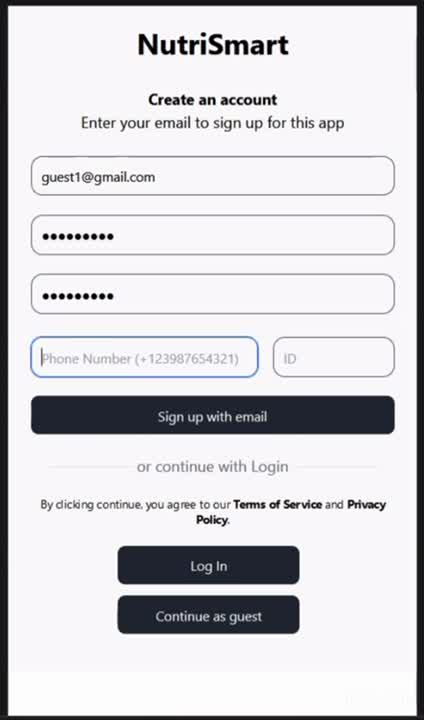 NutriSmart
Create an account
Enter your email to sign up for this app
guest1@gmail.com
•••••••••
•••••••••
Phone Number (+123987654321) ID
Sign up with email
or continue with Login
By clicking continue, you agree to our Terms of Service and Privacy
Policy.
Log In
Continue as guest